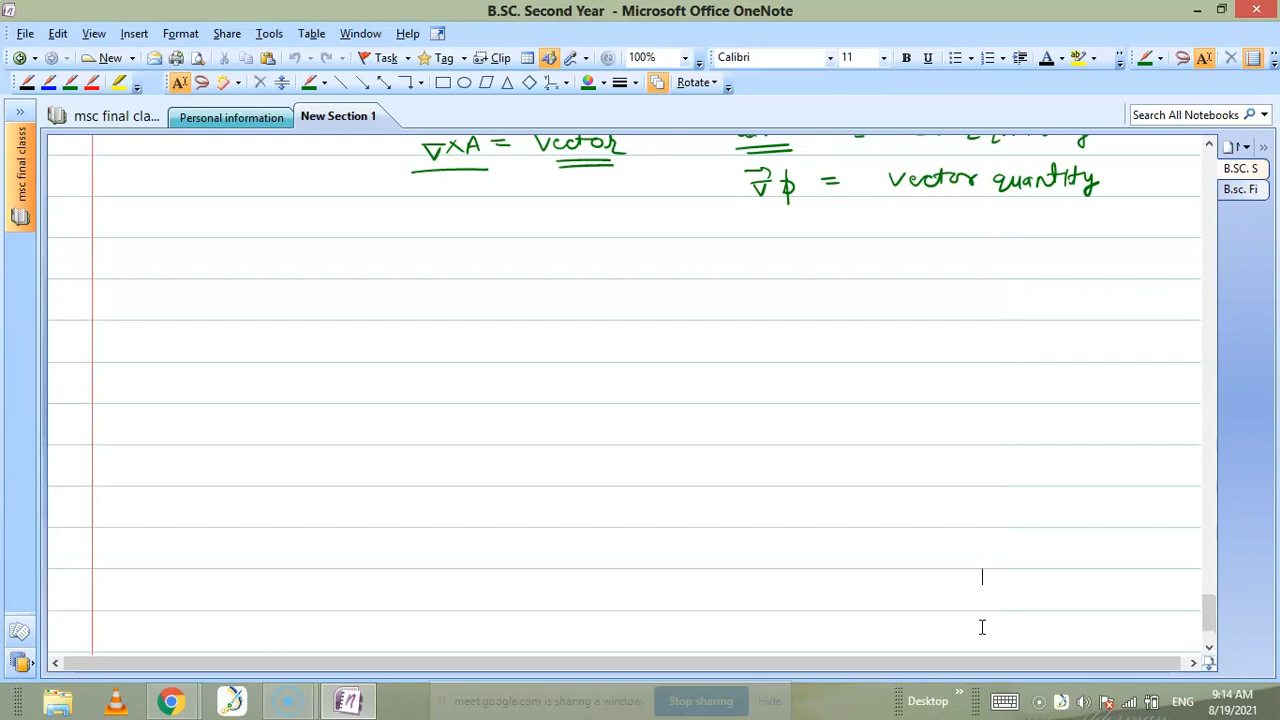 B.SC. Second Year - Microsoft Office OneNote
File Edit View Insert Format Share Tools Table Window Help
New Task Tag Clip 100% Calibri 11 B U A ab
A Rotate
msc final cla... Personal information New Section 1 Search All Notebooks
msc final classs
B.SC. S
B.sc. Fi
∇×A = Vector
∇⃗ φ = vector quantity
meet.google.com is sharing a window. Stop sharing Hide
Desktop ENG 9:14 AM
8/19/2021